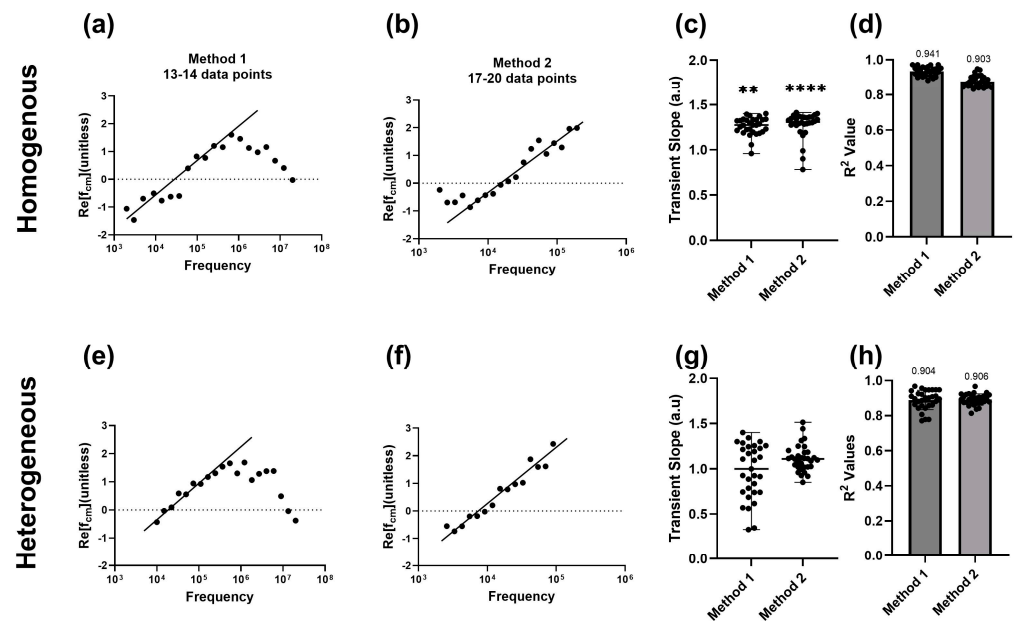 (a)
(b)
(c)
(d)
Homogenous
Method 1
13-14 data points
Re[fcm](unitless)
3
2
1
0
-1
-2
10³ 10⁴ 10⁵ 10⁶ 10⁷ 10⁸
Frequency
Method 2
17-20 data points
Re[fcm](unitless)
3
2
1
0
-1
-2
10³ 10⁴ 10⁵ 10⁶
Frequency
Transient Slope (a.u)
2.0
1.5
1.0
0.5
0.0
** ****
Method 1 Method 2
R² Value
1.0
0.8
0.6
0.4
0.2
0.0
0.941 0.903
Method 1 Method 2
(e)
(f)
(g)
(h)
Heterogeneous
Re[fcm](unitless)
3
2
1
0
-1
-2
10³ 10⁴ 10⁵ 10⁶ 10⁷ 10⁸
Frequency
Re[fcm](unitless)
3
2
1
0
-1
-2
10³ 10⁴ 10⁵ 10⁶
Frequency
Transient Slope (a.u)
2.0
1.5
1.0
0.5
0.0
Method 1 Method 2
R² Values
1.0
0.8
0.6
0.4
0.2
0.0
0.904 0.906
Method 1 Method 2